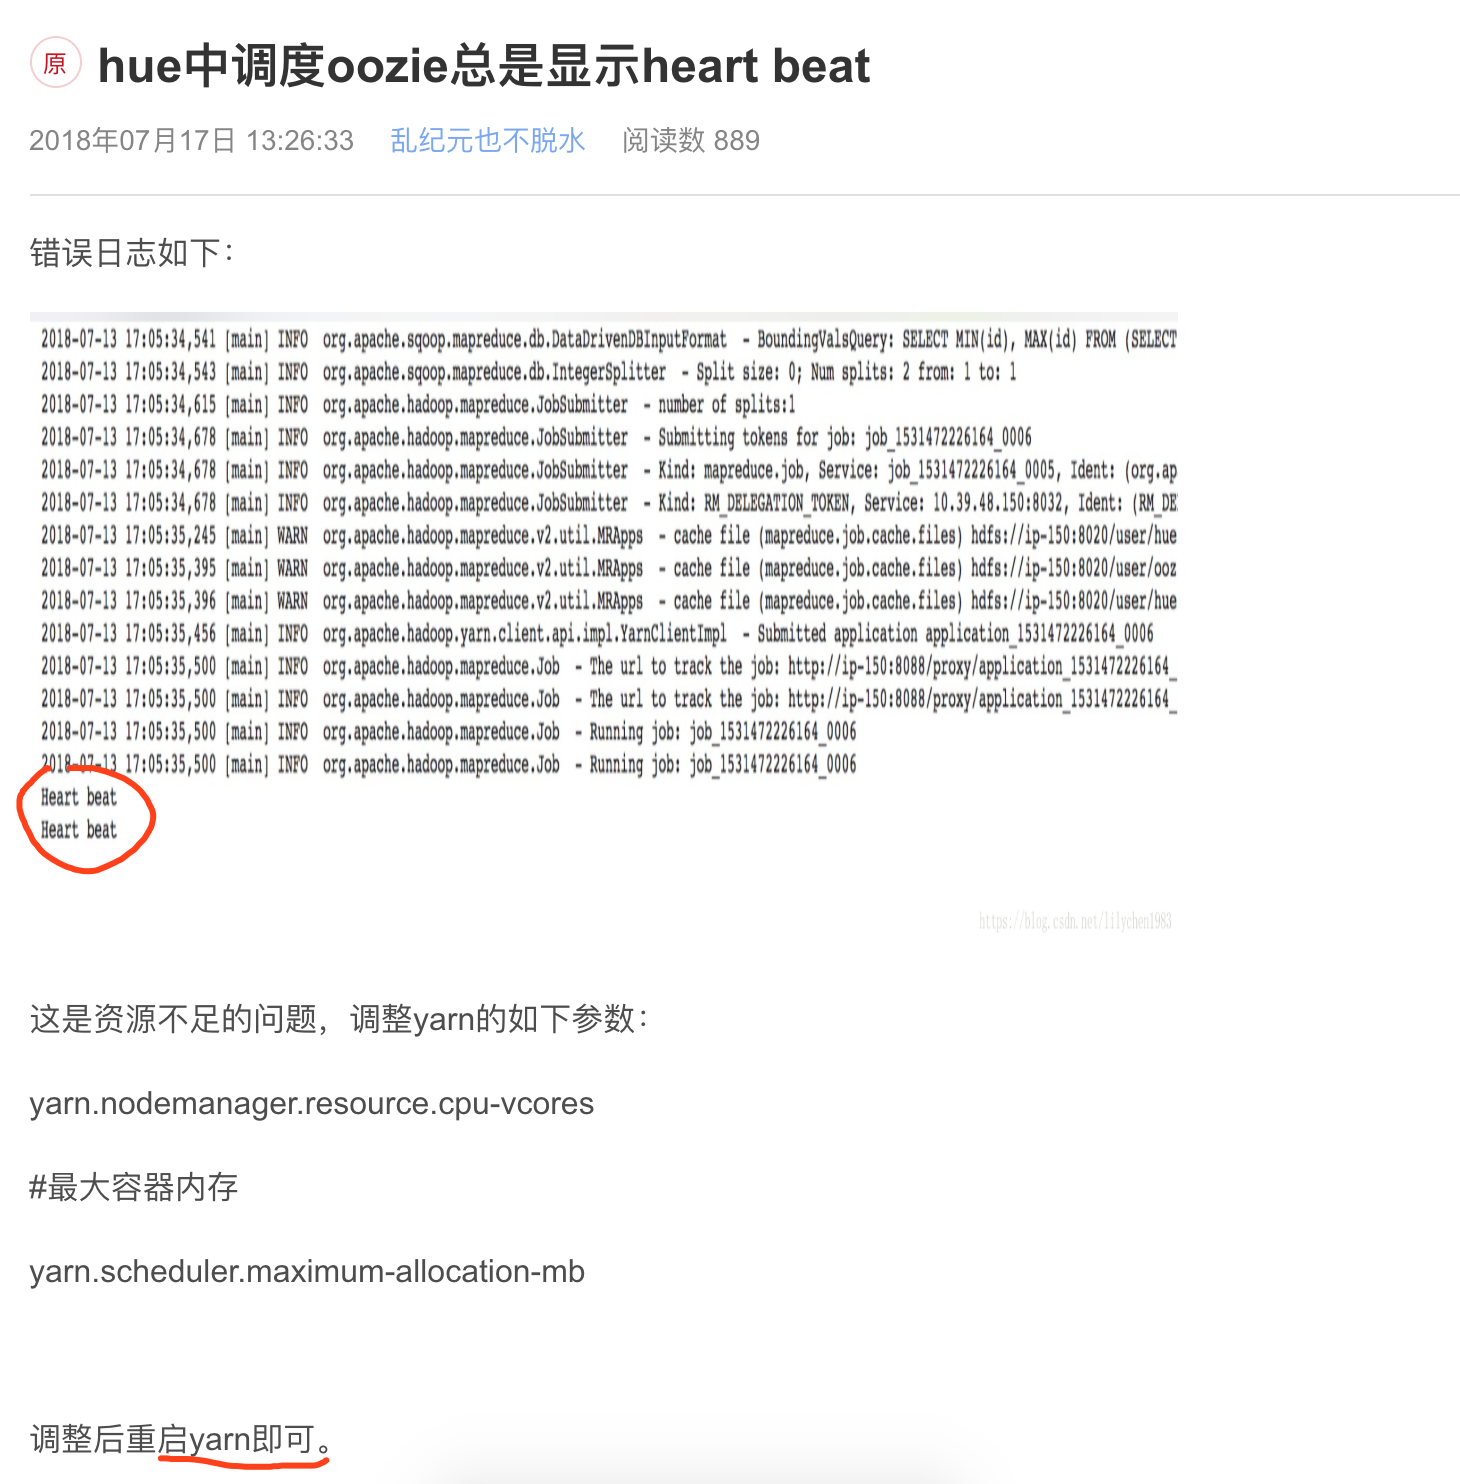 原 hue中调度oozie总是显示heart beat
2018年07月17日 13:26:33 乱纪元也不脱水 阅读数 889
错误日志如下：
2018-07-13 17:05:34,541 [main] INFO org.apache.sqoop.mapreduce.db.DataDrivenDBInputFormat - BoundingValsQuery: SELECT MIN(id), MAX(id) FROM (SELECT
2018-07-13 17:05:34,543 [main] INFO org.apache.sqoop.mapreduce.db.IntegerSplitter - Split size: 0; Num splits: 2 from: 1 to: 1
2018-07-13 17:05:34,615 [main] INFO org.apache.hadoop.mapreduce.JobSubmitter - number of splits:1
2018-07-13 17:05:34,678 [main] INFO org.apache.hadoop.mapreduce.JobSubmitter - Submitting tokens for job: job_1531472226164_0006
2018-07-13 17:05:34,678 [main] INFO org.apache.hadoop.mapreduce.JobSubmitter - Kind: mapreduce.job, Service: job_1531472226164_0005, Ident: (org.ap
2018-07-13 17:05:34,678 [main] INFO org.apache.hadoop.mapreduce.JobSubmitter - Kind: RM_DELEGATION_TOKEN, Service: 10.39.48.150:8032, Ident: (RM_DE
2018-07-13 17:05:35,245 [main] WARN org.apache.hadoop.mapreduce.v2.util.MRApps - cache file (mapreduce.job.cache.files) hdfs://ip-150:8020/user/hue
2018-07-13 17:05:35,395 [main] WARN org.apache.hadoop.mapreduce.v2.util.MRApps - cache file (mapreduce.job.cache.files) hdfs://ip-150:8020/user/ooz
2018-07-13 17:05:35,396 [main] WARN org.apache.hadoop.mapreduce.v2.util.MRApps - cache file (mapreduce.job.cache.files) hdfs://ip-150:8020/user/hue
2018-07-13 17:05:35,456 [main] INFO org.apache.hadoop.yarn.client.api.impl.YarnClientImpl - Submitted application application_1531472226164_0006
2018-07-13 17:05:35,500 [main] INFO org.apache.hadoop.mapreduce.Job - The url to track the job: http://ip-150:8088/proxy/application_1531472226164_
2018-07-13 17:05:35,500 [main] INFO org.apache.hadoop.mapreduce.Job - The url to track the job: http://ip-150:8088/proxy/application_1531472226164_
2018-07-13 17:05:35,500 [main] INFO org.apache.hadoop.mapreduce.Job - Running job: job_1531472226164_0006
2018-07-13 17:05:35,500 [main] INFO org.apache.hadoop.mapreduce.Job - Running job: job_1531472226164_0006
Heart beat
Heart beat
https://blog.csdn.net/lilychen1983
这是资源不足的问题，调整yarn的如下参数：
yarn.nodemanager.resource.cpu-vcores
#最大容器内存
yarn.scheduler.maximum-allocation-mb
调整后重启yarn即可。